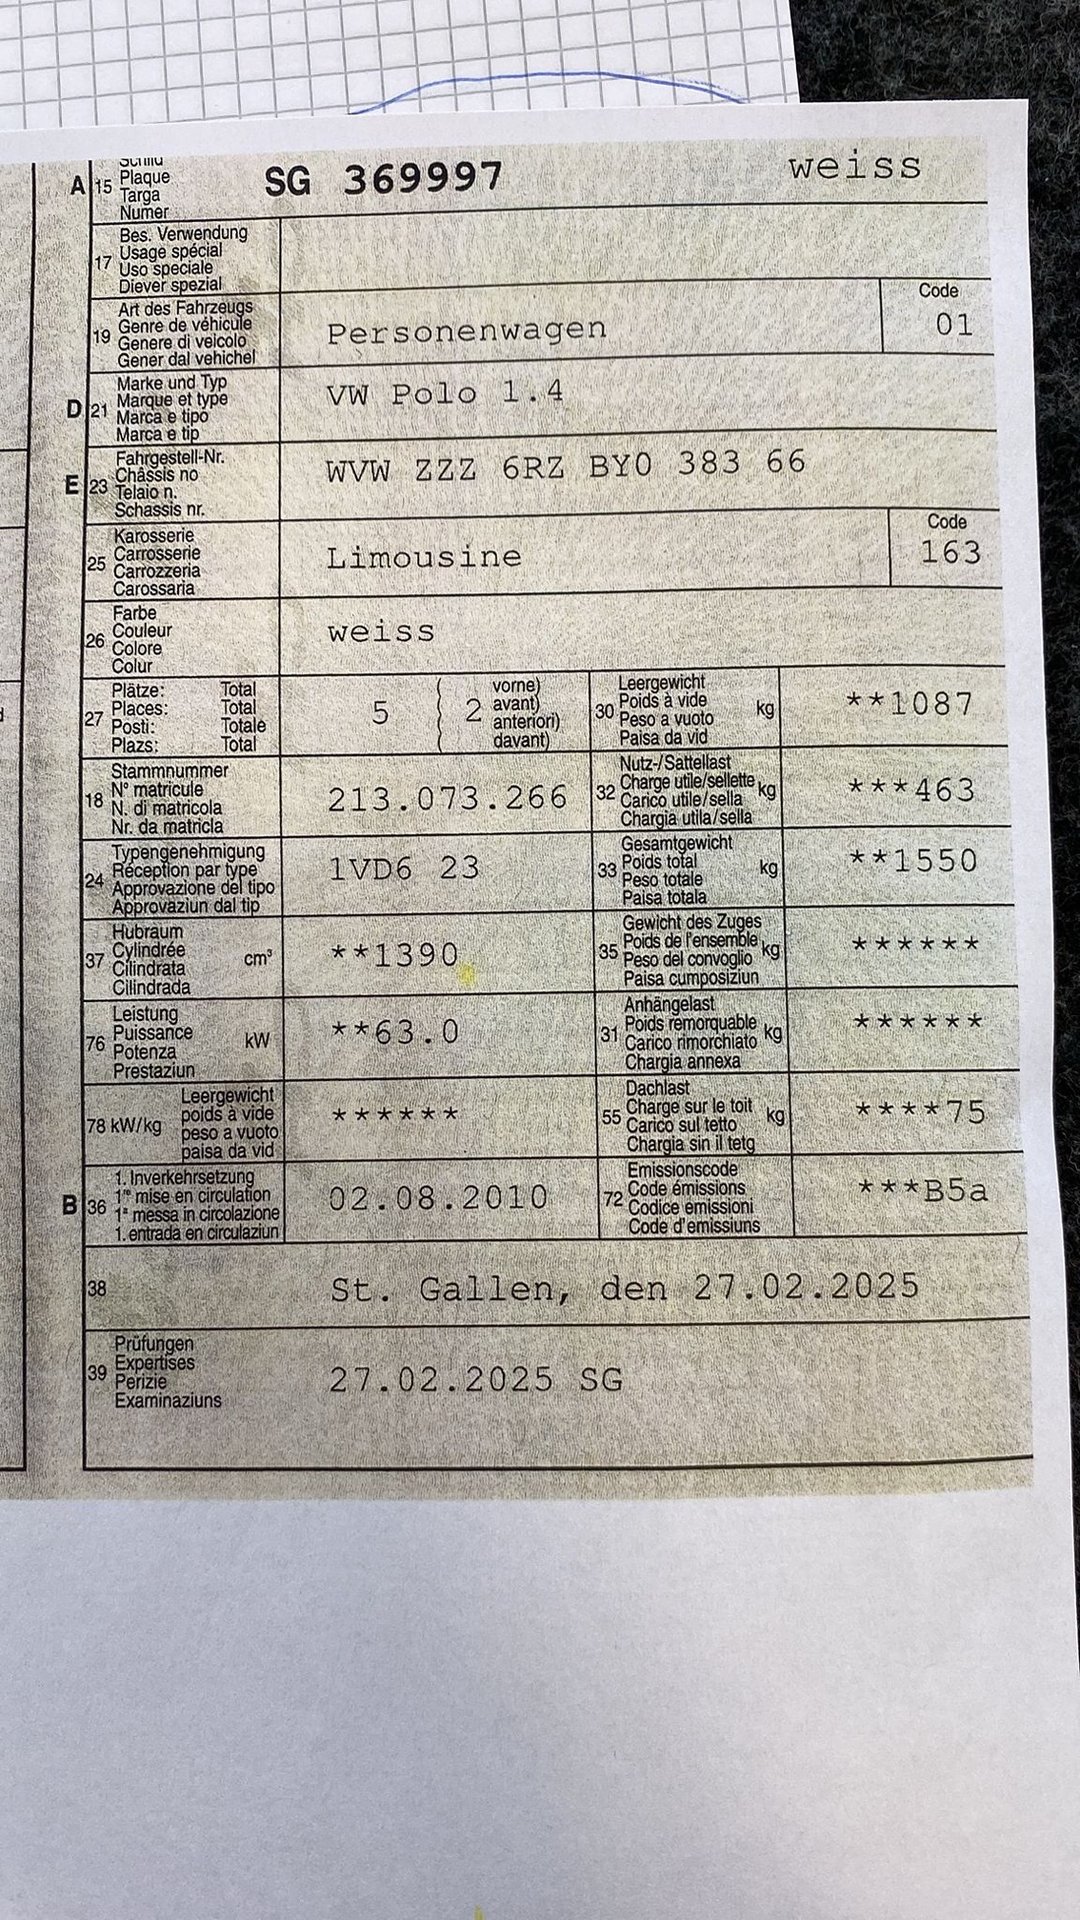 A 15 Schild Plaque Targa Numer SG 369997 weiss
17 Bes. Verwendung Usage spécial Uso speciale Diever spezial
19 Art des Fahrzeugs Genre de véhicule Genere di veicolo Gener dal vehichel Personenwagen Code 01
D 21 Marke und Typ Marque et type Marca e tipo Marca e tip VW Polo 1.4
E 23 Fahrgestell-Nr. Châssis no Telaio n. Schassis nr. WVW ZZZ 6RZ BY0 383 66
25 Karosserie Carrosserie Carrozzeria Carossaria Limousine Code 163
26 Farbe Couleur Colore Colur weiss
27 Plätze: Total Places: Total Posti: Totale Plazs: Total 5 ( 2 vorne) avant) anteriori) davant)
30 Leergewicht Poids à vide Peso a vuoto Paisa da vid kg **1087
18 Stammnummer N° matricule N. di matricola Nr. da matricla 213.073.266
32 Nutz-/Sattellast Charge utile/sellette Carico utile/sella Chargia utila/sella kg ***463
24 Typengenehmigung Réception par type Approvazione del tipo Approvaziun dal tip 1VD6 23
33 Gesamtgewicht Poids total Peso totale Paisa totala kg **1550
37 Hubraum Cylindrée Cilindrata Cilindrada cm³ **1390
35 Gewicht des Zuges Poids de l'ensemble Peso del convoglio Paisa cumposiziun kg ******
76 Leistung Puissance Potenza Prestaziun kW **63.0
31 Anhängelast Poids remorquable Carico rimorchiato Chargia annexa kg ******
78 kW/kg Leergewicht poids à vide peso a vuoto paisa da vid ******
55 Dachlast Charge sur le toit Carico sul tetto Chargia sin il tetg kg ****75
B 36 1. Inverkehrsetzung 1re mise en circulation 1a messa in circolazione 1. entrada en circulaziun 02.08.2010
72 Emissionscode Code émissions Codice emissioni Code d'emissiuns ***B5a
38 St. Gallen, den 27.02.2025
39 Prüfungen Expertises Perizie Examinaziuns 27.02.2025 SG